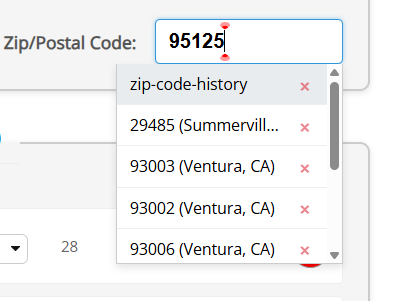 Zip/Postal Code: 95125
zip-code-history ×
29485 (Summervill... ×
93003 (Ventura, CA) ×
93002 (Ventura, CA) ×
93006 (Ventura, CA) ×
28